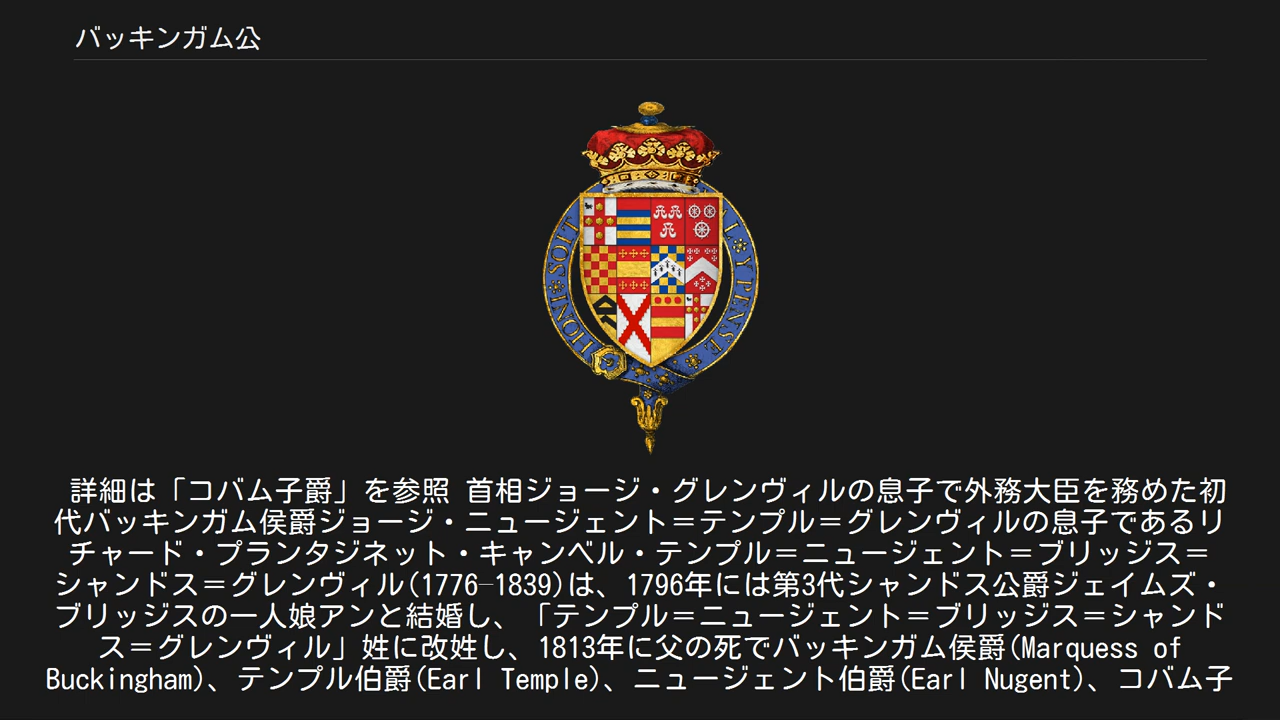 バッキンガム公
HONI SOIT
Y PENSE
詳細は「コバム子爵」を参照 首相ジョージ・グレンヴィルの息子で外務大臣を務めた初
代バッキンガム侯爵ジョージ・ニュージェント＝テンプル＝グレンヴィルの息子であるリ
チャード・プランタジネット・キャンベル・テンプル＝ニュージェント＝ブリッジス＝
シャンドス＝グレンヴィル(1776–1839)は、1796年には第3代シャンドス公爵ジェイムズ・
ブリッジスの一人娘アンと結婚し、「テンプル＝ニュージェント＝ブリッジス＝シャンド
ス＝グレンヴィル」姓に改姓し、1813年に父の死でバッキンガム侯爵(Marquess of
Buckingham)、テンプル伯爵(Earl Temple)、ニュージェント伯爵(Earl Nugent)、コバム子